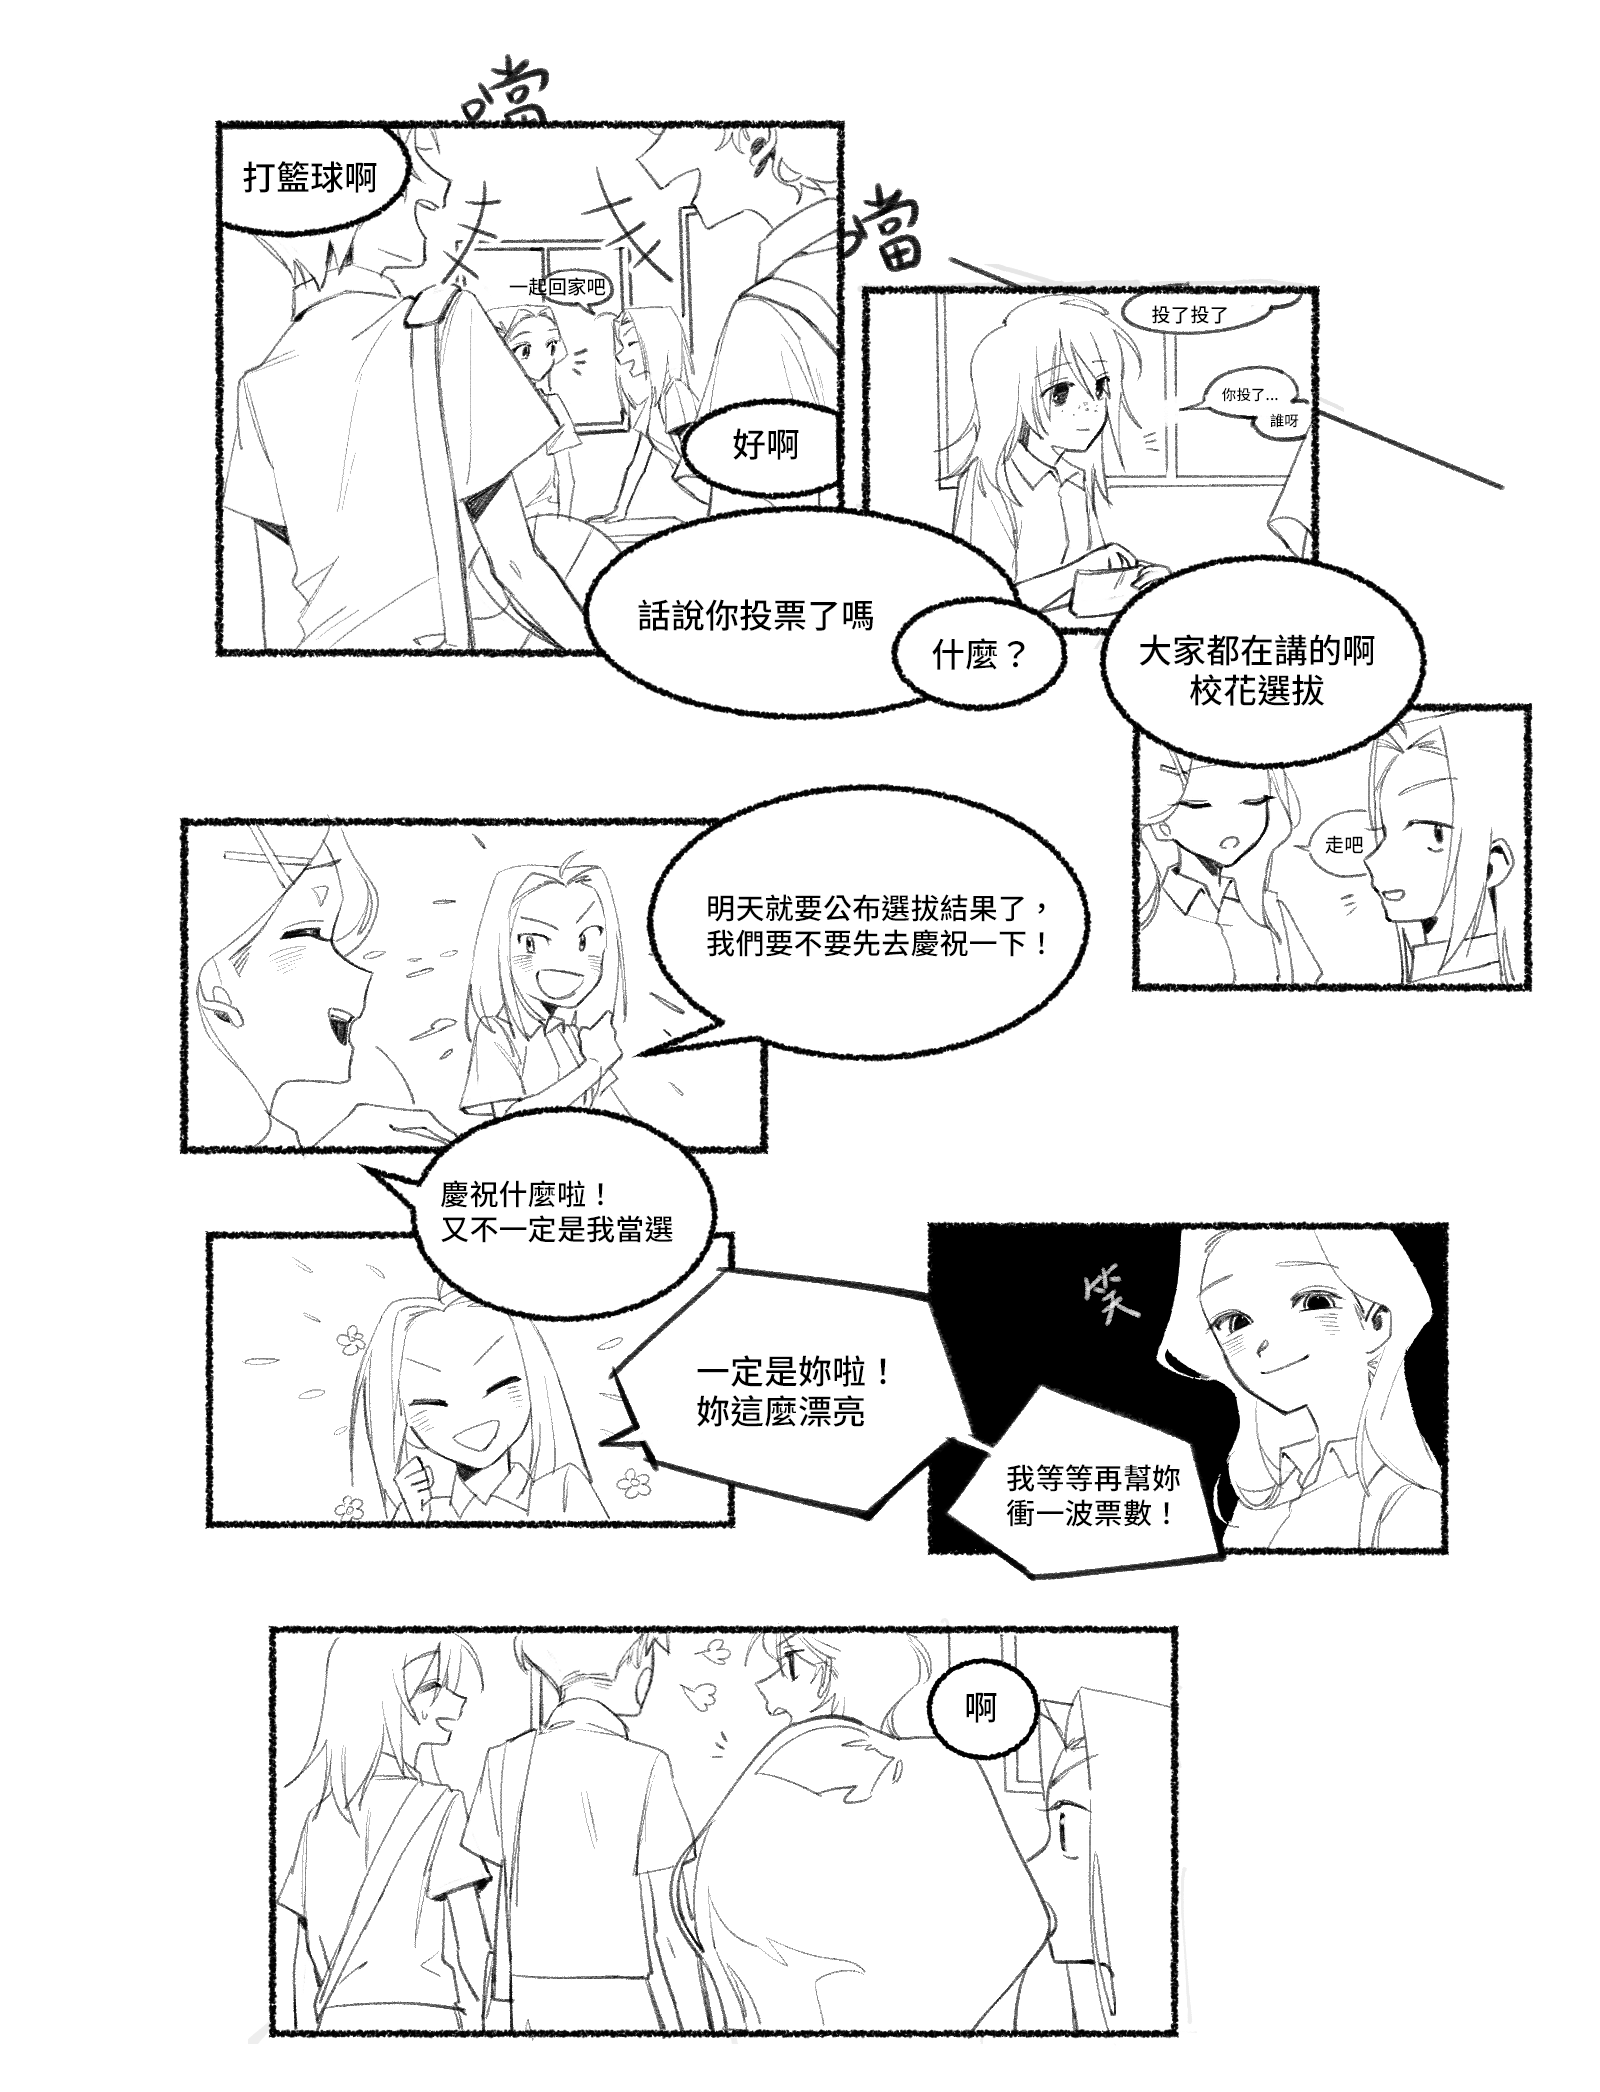 噹
噹
打籃球啊
一起回家吧
好啊
投了投了
你投了...
誰呀
話說你投票了嗎
什麼？
大家都在講的啊
校花選拔
走吧
明天就要公布選拔結果了，
我們要不要先去慶祝一下！
慶祝什麼啦！
又不一定是我當選
一定是妳啦！
妳這麼漂亮
笑
我等等再幫妳
衝一波票數！
啊